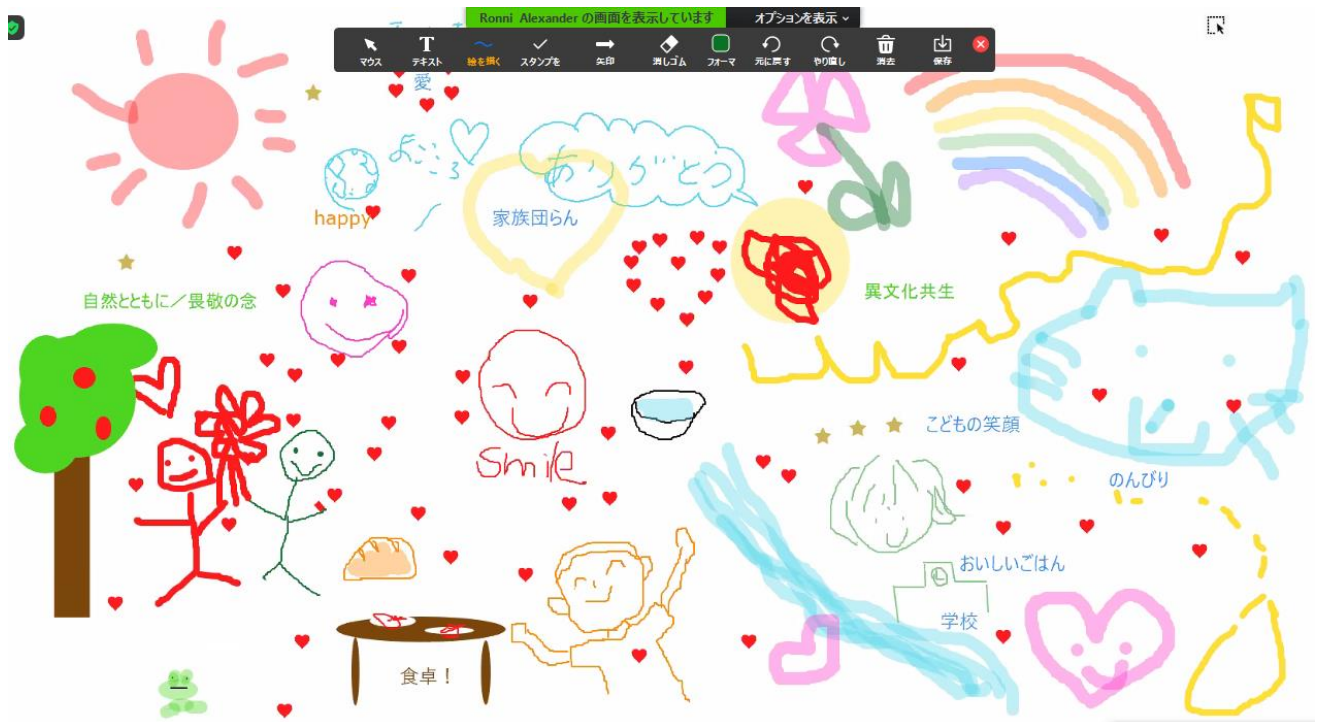 Ronni Alexander の画面を表示しています
オプションを表示
マウス
テキスト
絵を描く
スタンプを
矢印
消しゴム
フォーマ
元に戻す
やり直し
消去
保存
愛
happy
家族団らん
ありがとう
自然とともに／畏敬の念
異文化共生
smile
こどもの笑顔
のんびり
おいしいごはん
学校
食卓！